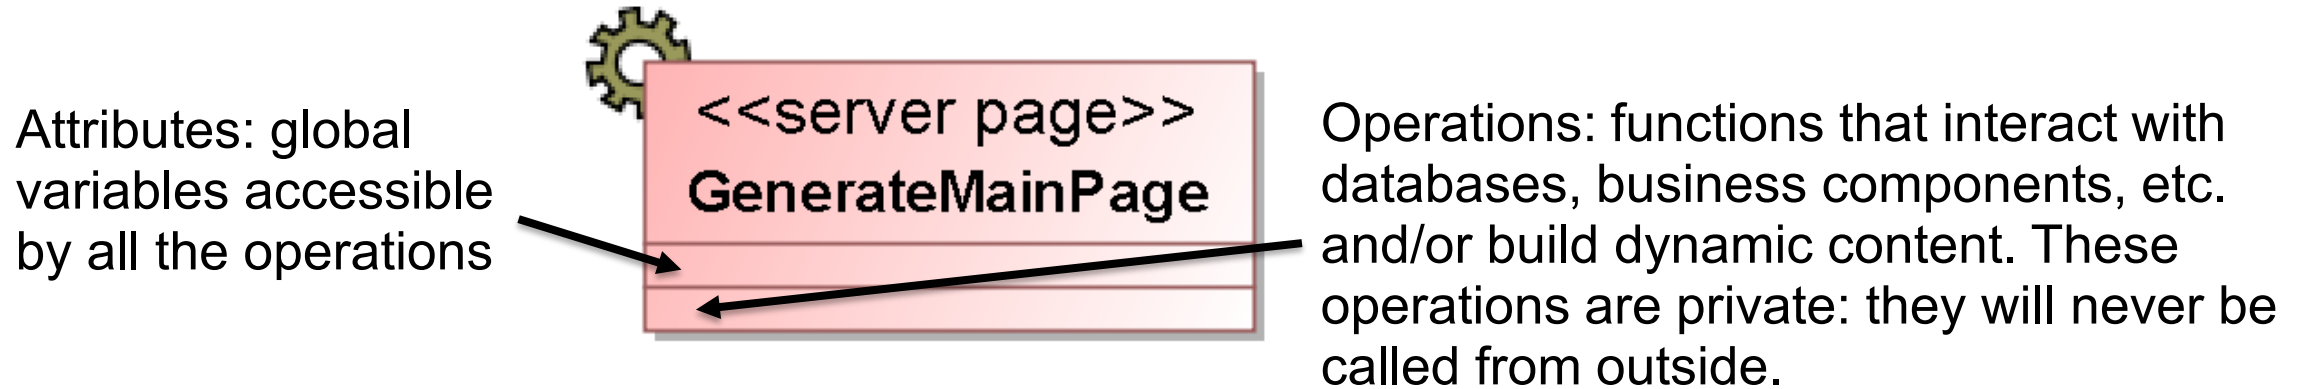 Attributes: global
variables accessible
by all the operations
<<server page>>
GenerateMainPage
Operations: functions that interact with
databases, business components, etc.
and/or build dynamic content. These
operations are private: they will never be
called from outside.